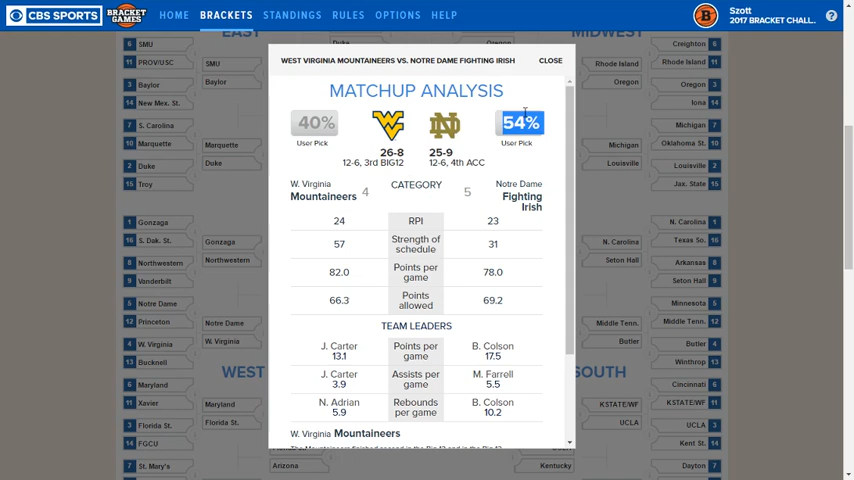 CBS SPORTS BRACKET GAMES HOME BRACKETS STANDINGS RULES OPTIONS HELP Szott
2017 BRACKET CHALL...
EAST MIDWEST
6 SMU
11 PROV/USC
3 Baylor
14 New Mex. St.
7 S. Carolina
10 Marquette
2 Duke
15 Troy
SMU
Baylor
Marquette
Duke
1 Gonzaga
16 S. Dak. St.
8 Northwestern
9 Vanderbilt
5 Notre Dame
12 Princeton
4 W. Virginia
13 Bucknell
6 Maryland
11 Xavier
3 Florida St.
14 FGCU
7 St. Mary's
Gonzaga
Northwestern
Notre Dame
W. Virginia
WEST
Maryland
Florida St.
Arizona
WEST VIRGINIA MOUNTAINEERS VS. NOTRE DAME FIGHTING IRISH CLOSE
MATCHUP ANALYSIS
40% WV ND 54%
User Pick User Pick
26-8 25-9
12-6, 3rd BIG12 12-6, 4th ACC
W. Virginia Mountaineers 4 CATEGORY 5 Notre Dame Fighting Irish
24 RPI 23
57 Strength of schedule 31
82.0 Points per game 78.0
66.3 Points allowed 69.2
TEAM LEADERS
J. Carter 13.1 Points per game B. Colson 17.5
J. Carter 3.9 Assists per game M. Farrell 5.5
N. Adrian 5.9 Rebounds per game B. Colson 10.2
W. Virginia Mountaineers
Creighton 6
Rhode Island 11
Oregon 3
Iona 14
Michigan 7
Oklahoma St. 10
Louisville 2
Jax. State 15
Rhode Island
Oregon
Michigan
Louisville
N. Carolina 1
Texas So. 16
Arkansas 8
Seton Hall 9
Minnesota 5
Middle Tenn. 12
Butler 4
Winthrop 13
Cincinnati 6
KSTATE/WF 11
UCLA 3
Kent St. 14
Dayton 7
N. Carolina
Seton Hall
Middle Tenn.
Butler
SOUTH
KSTATE/WF
UCLA
Kentucky